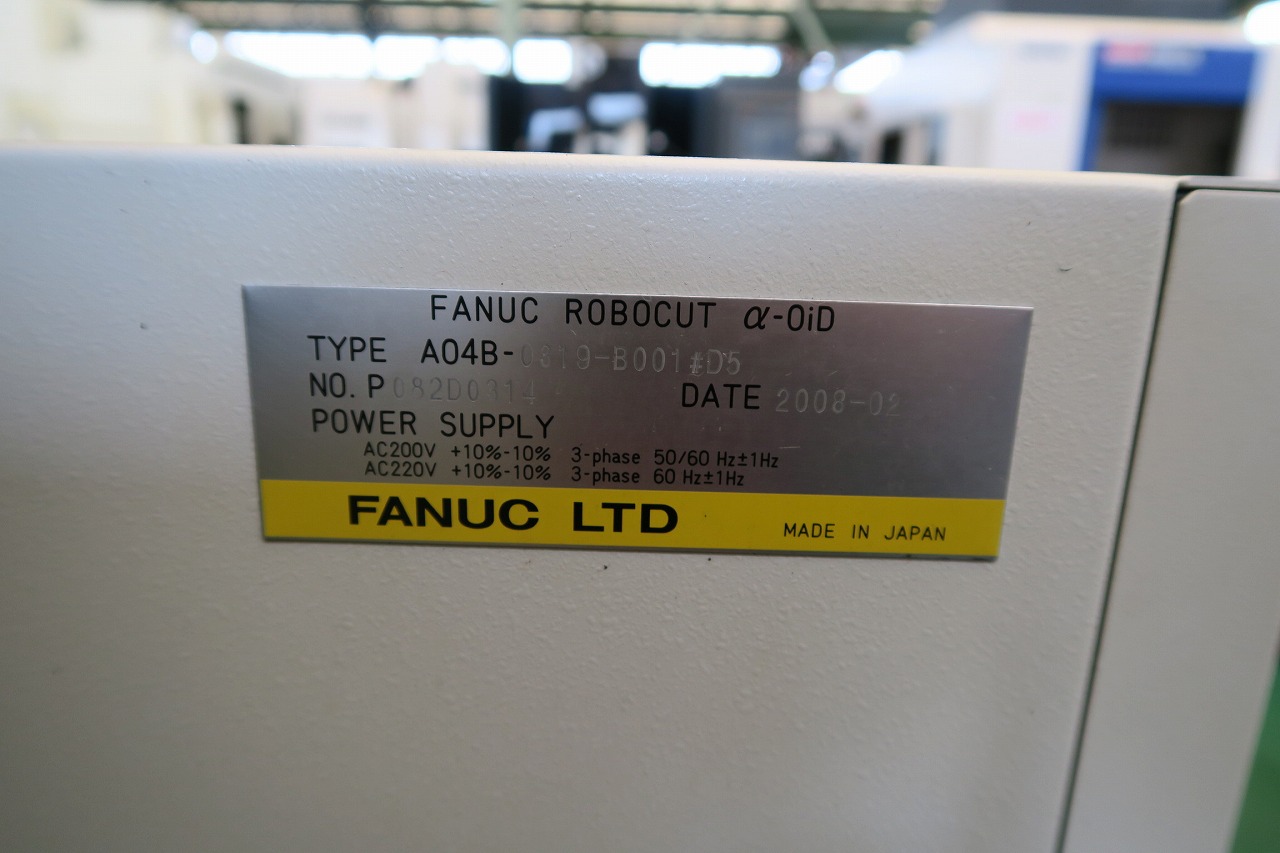 FANUC ROBOCUT α-0iD
TYPE A04B-0319-B001#D5
NO. P082D0314 DATE 2008-02
POWER SUPPLY
AC200V +10%-10% 3-phase 50/60 Hz±1Hz
AC220V +10%-10% 3-phase 60 Hz±1Hz
FANUC LTD
MADE IN JAPAN